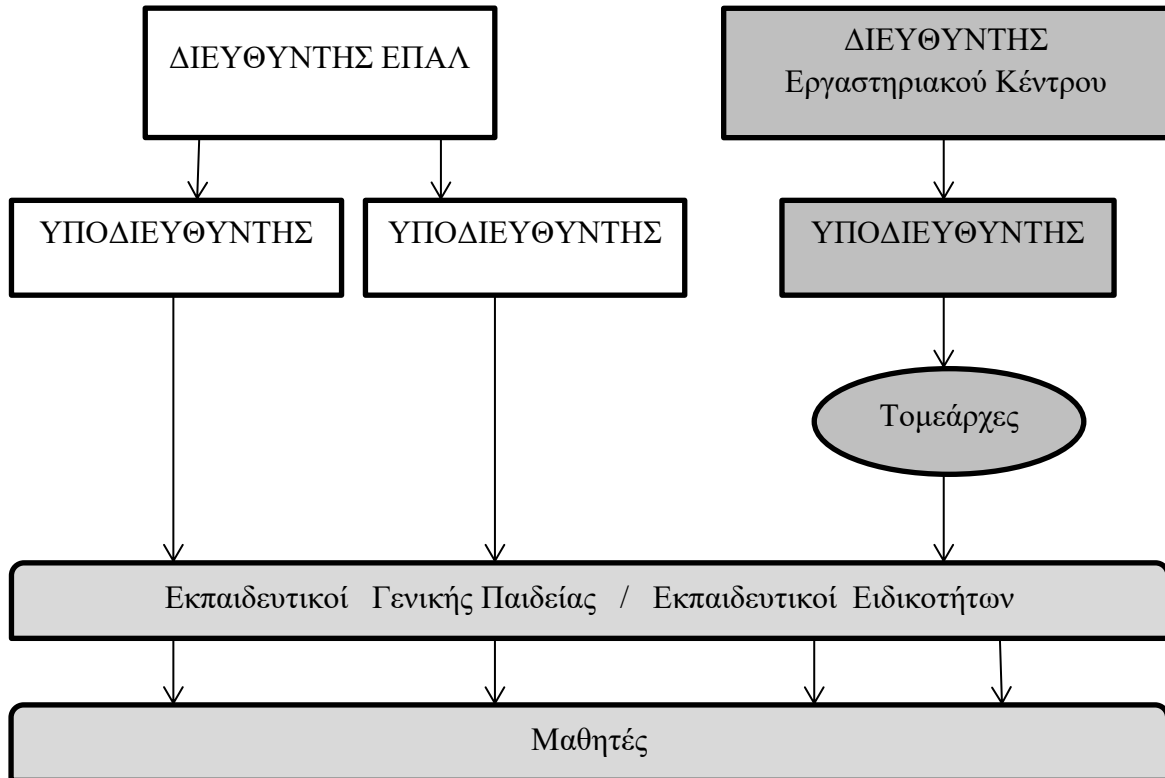 ΔΙΕΥΘΥΝΤΗΣ ΕΠΑΛ
ΔΙΕΥΘΥΝΤΗΣ
Εργαστηριακού Κέντρου
ΥΠΟΔΙΕΥΘΥΝΤΗΣ
ΥΠΟΔΙΕΥΘΥΝΤΗΣ
ΥΠΟΔΙΕΥΘΥΝΤΗΣ
Τομεάρχες
Εκπαιδευτικοί Γενικής Παιδείας / Εκπαιδευτικοί Ειδικοτήτων
Μαθητές